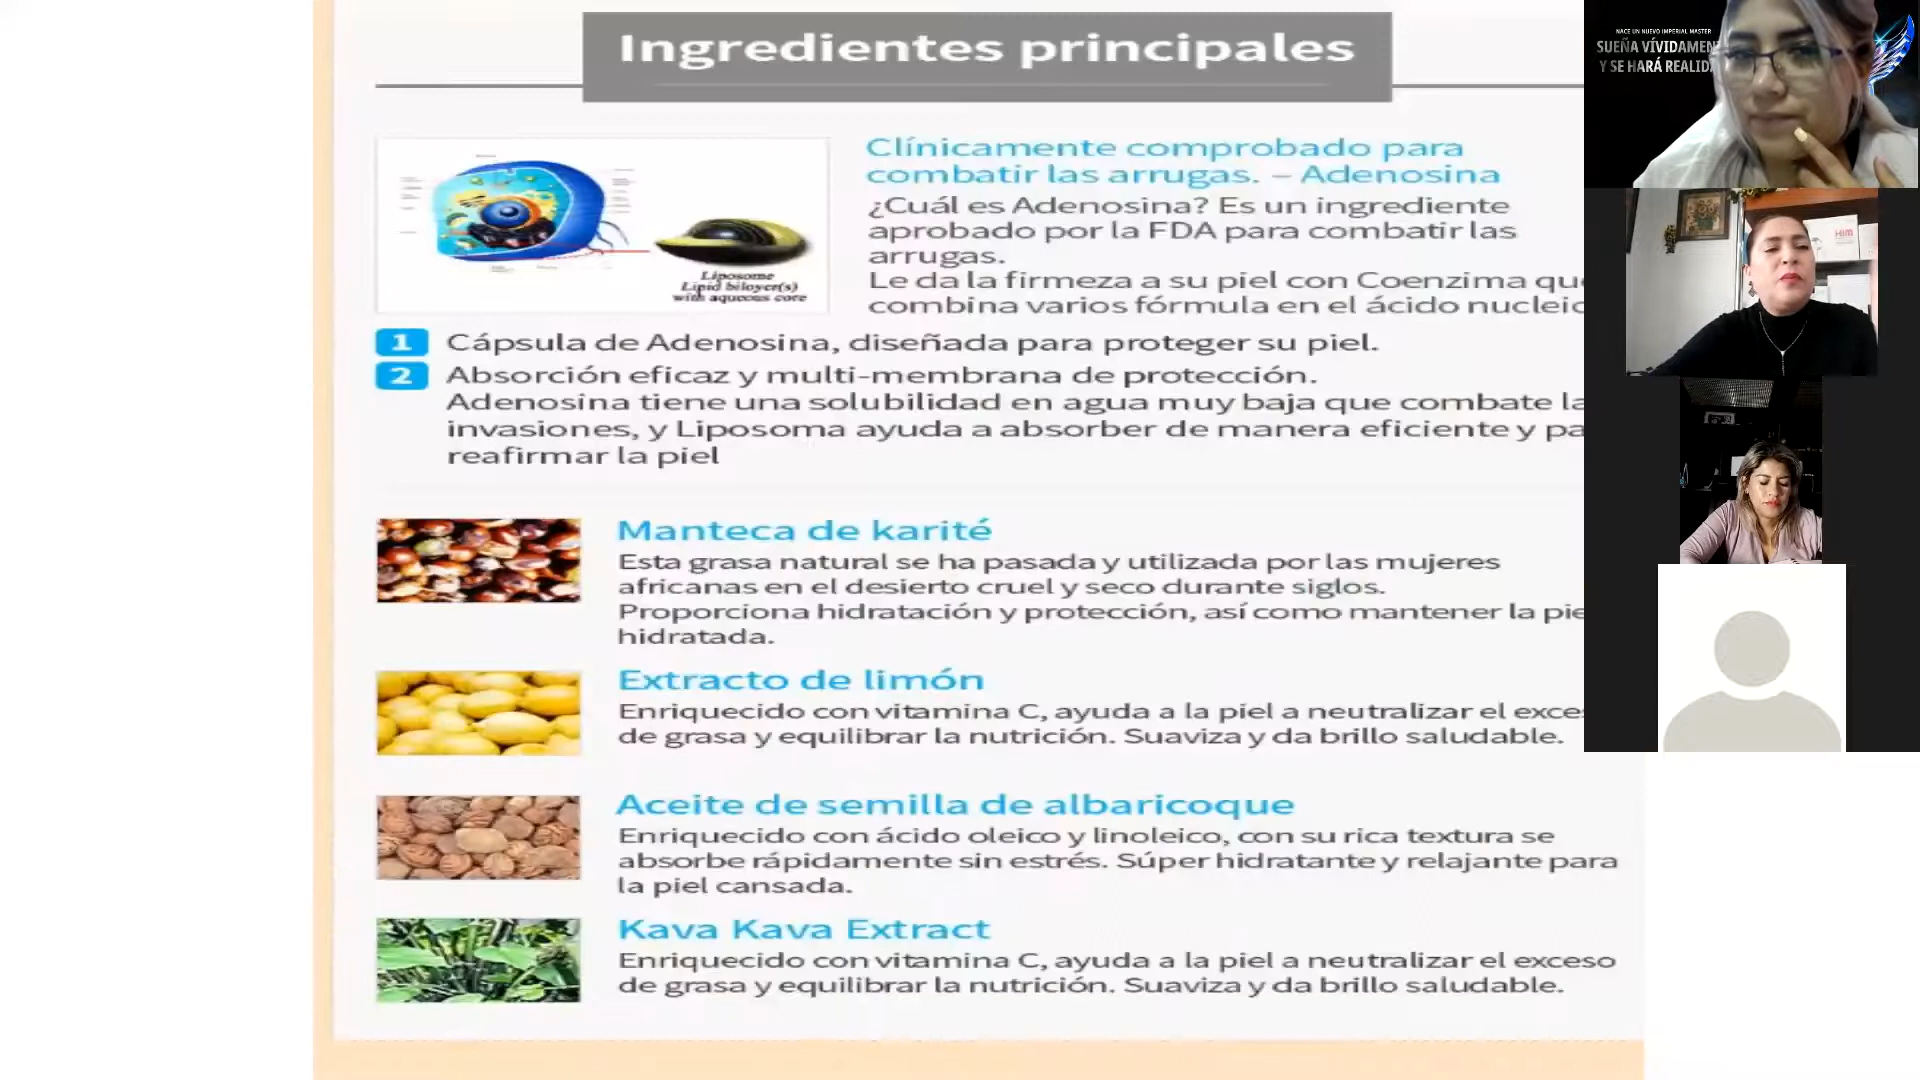 Ingredientes principales
Clínicamente comprobado para
combatir las arrugas. – Adenosina
¿Cuál es Adenosina? Es un ingrediente
aprobado por la FDA para combatir las
arrugas.
Le da la firmeza a su piel con Coenzima qu
combina varios fórmula en el ácido nucleic
Liposome
Lipid bilayer(s)
with aqueous core
1 Cápsula de Adenosina, diseñada para proteger su piel.
2 Absorción eficaz y multi-membrana de protección.
Adenosina tiene una solubilidad en agua muy baja que combate la
invasiones, y Liposoma ayuda a absorber de manera eficiente y pa
reafirmar la piel
Manteca de karité
Esta grasa natural se ha pasada y utilizada por las mujeres
africanas en el desierto cruel y seco durante siglos.
Proporciona hidratación y protección, así como mantener la pie
hidratada.
Extracto de limón
Enriquecido con vitamina C, ayuda a la piel a neutralizar el exce
de grasa y equilibrar la nutrición. Suaviza y da brillo saludable.
Aceite de semilla de albaricoque
Enriquecido con ácido oleico y linoleico, con su rica textura se
absorbe rápidamente sin estrés. Súper hidratante y relajante para
la piel cansada.
Kava Kava Extract
Enriquecido con vitamina C, ayuda a la piel a neutralizar el exceso
de grasa y equilibrar la nutrición. Suaviza y da brillo saludable.
NACE UN NUEVO IMPERIAL MASTER
SUEÑA VÍVIDAMEN
Y SE HARÁ REALID
HIM